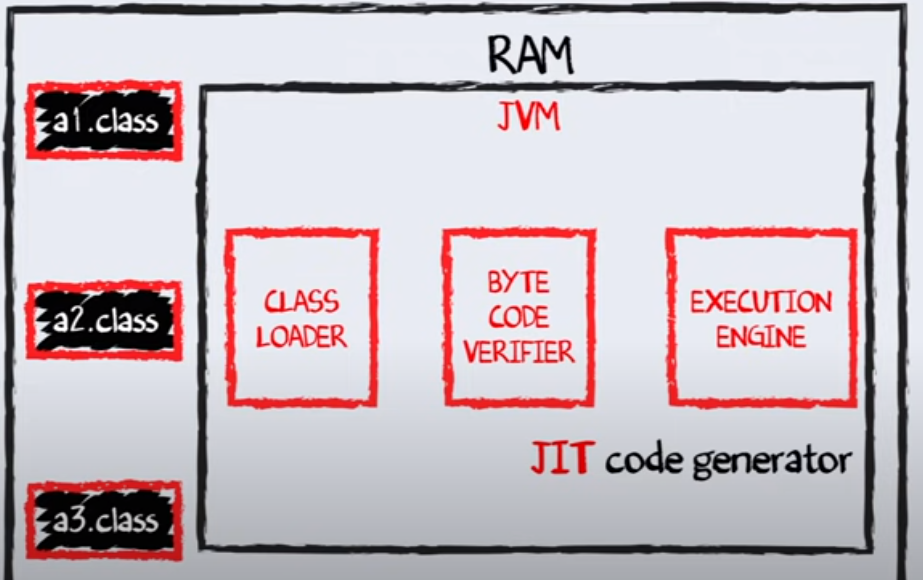 RAM
JVM
a1.class
a2.class
a3.class
CLASS
LOADER
BYTE
CODE
VERIFIER
EXECUTION
ENGINE
JIT code generator